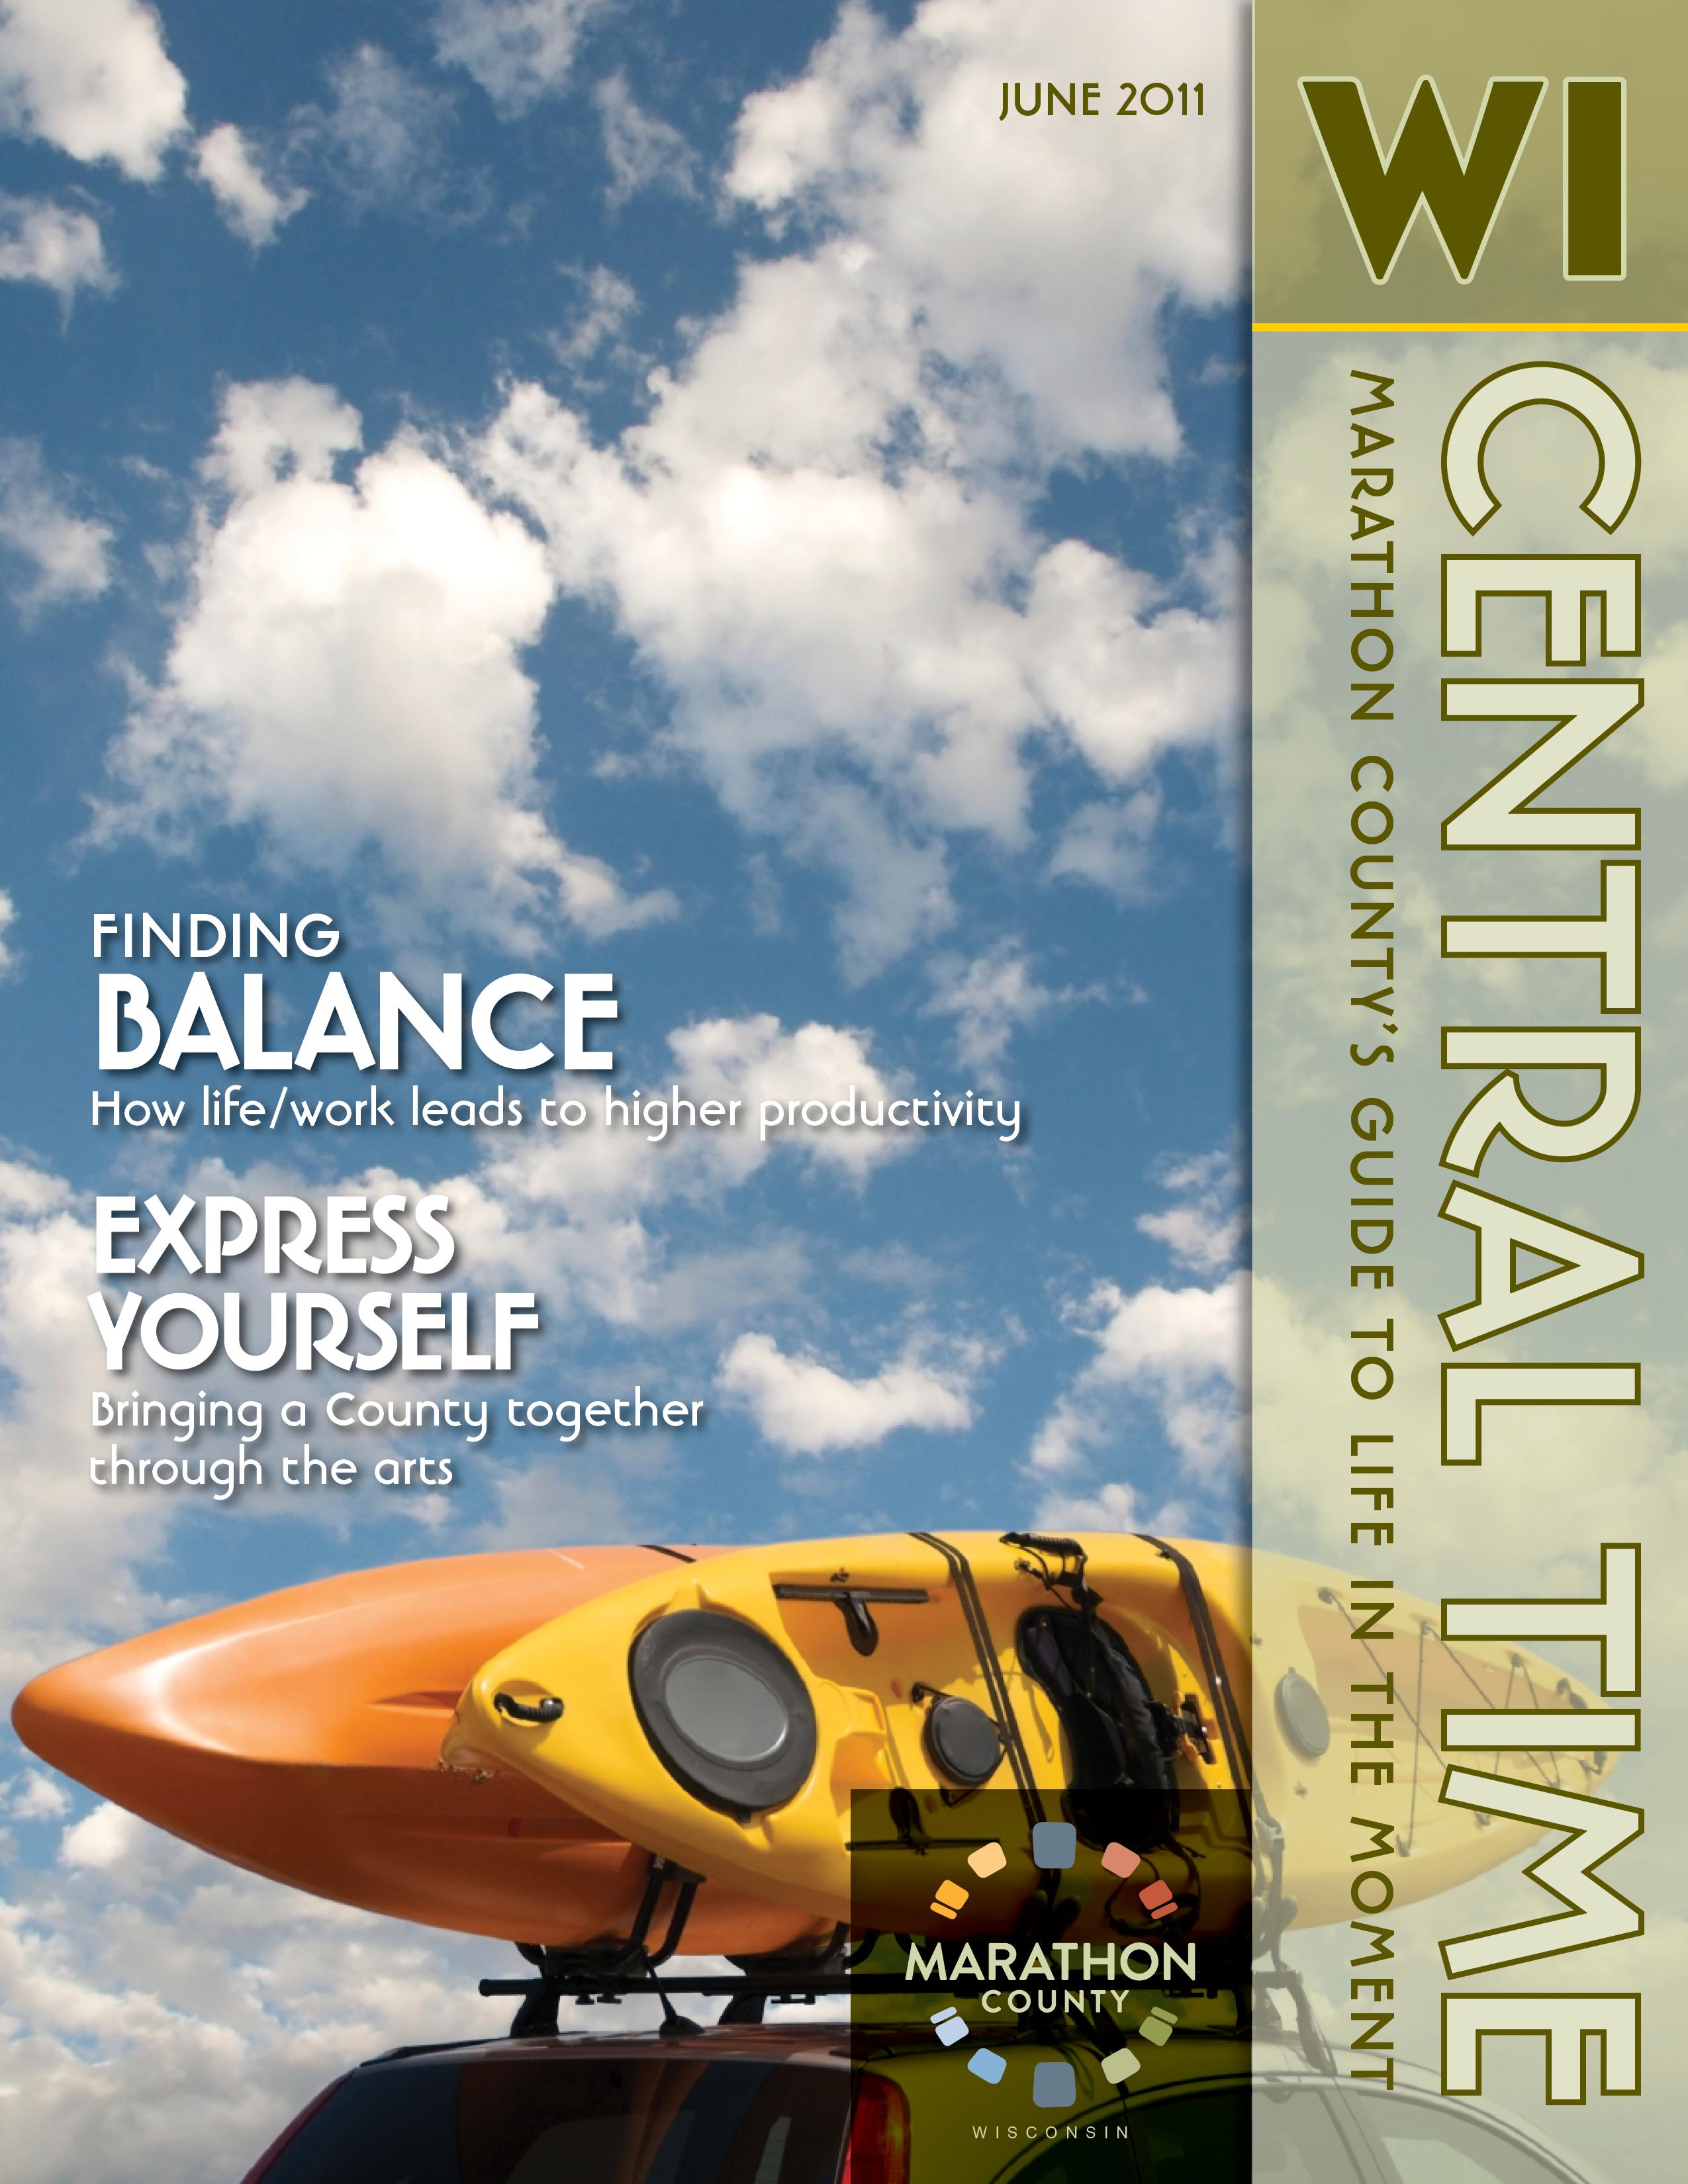 JUNE 2011
WI
CENTRAL TIME
MARATHON COUNTY'S GUIDE TO LIFE IN THE MOMENT
FINDING
BALANCE
How life/work leads to higher productivity
EXPRESS
YOURSELF
Bringing a County together
through the arts
MARATHON
COUNTY
WISCONSIN